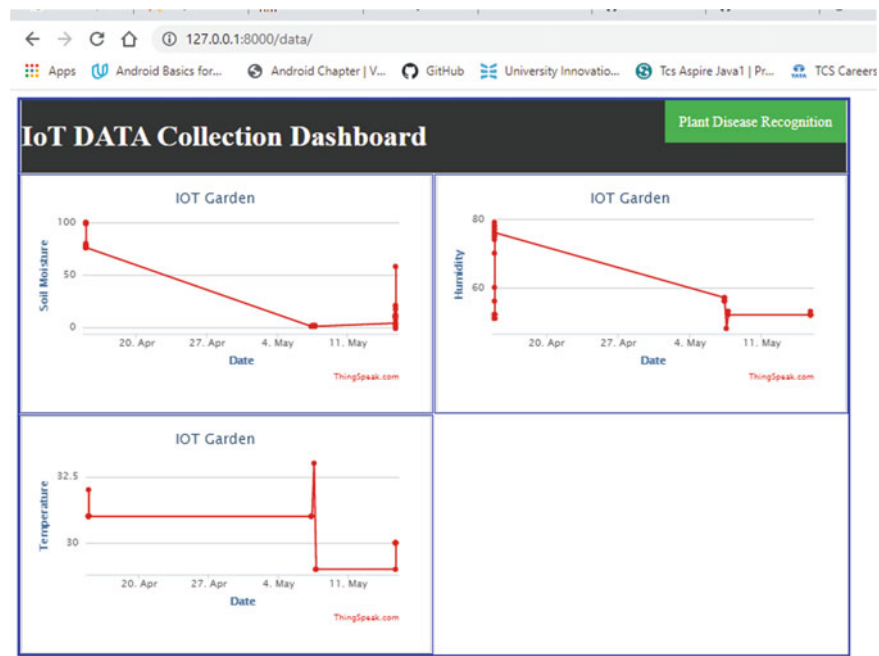 127.0.0.1:8000/data/
Apps Android Basics for... Android Chapter | V... GitHub University Innovatio... Tcs Aspire Java1 | Pr... TATA TCS Careers
IoT DATA Collection Dashboard
Plant Disease Recognition
IOT Garden
Soil Moisture
100
50
0
20. Apr 27. Apr 4. May 11. May
Date
ThingSpeak.com
IOT Garden
Humidity
80
60
20. Apr 27. Apr 4. May 11. May
Date
ThingSpeak.com
IOT Garden
Temperature
32.5
30
20. Apr 27. Apr 4. May 11. May
Date
ThingSpeak.com